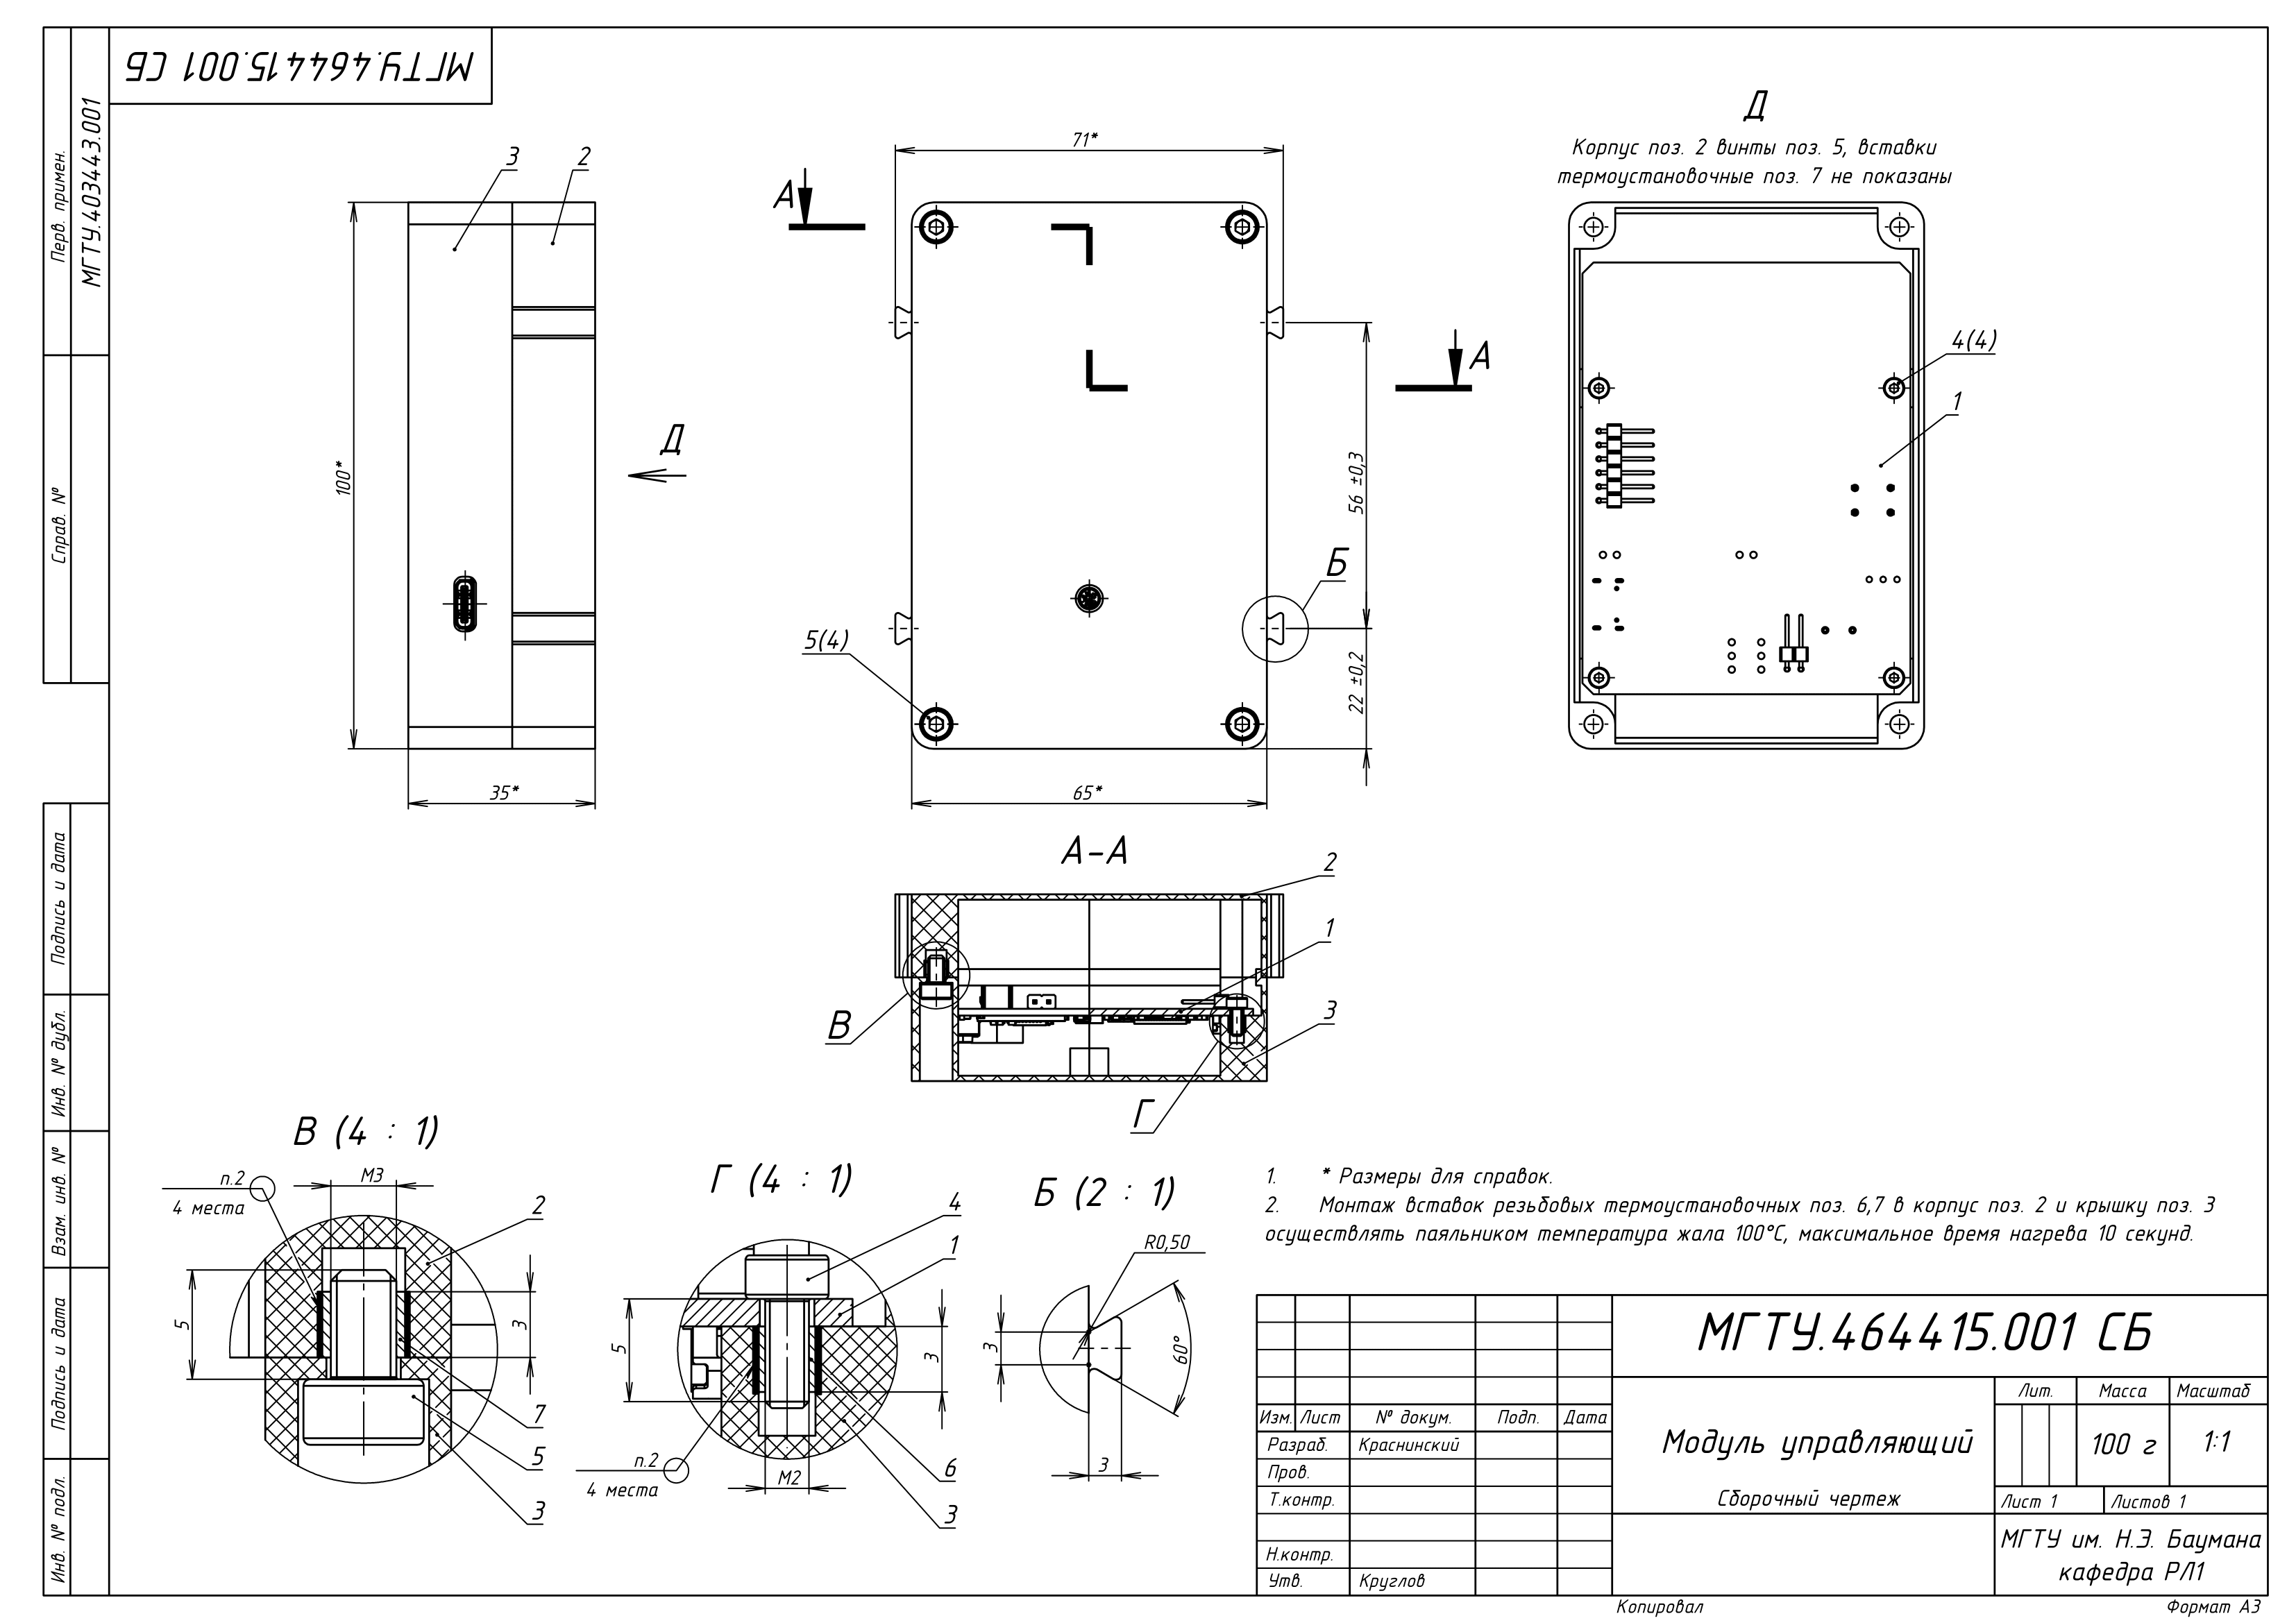 МГТУ.464415.001 СБ
Перв. примен.
МГТУ.4034443.001
Справ. №
Подпись и дата
Инв. № дубл.
Взам. инв. №
Подпись и дата
Инв. № подл.
3
2
100*
35*
Д
71*
А
А
56 ±0,3
Б
22 ±0,2
5(4)
65*
Д
Корпус поз. 2 винты поз. 5, вставки
термоустановочные поз. 7 не показаны
4(4)
1
А-А
2
1
3
В
Г
В (4 : 1)
п.2
4 места
М3
2
5
3
7
5
3
Г (4 : 1)
4
1
5
3
п.2
4 места
М2
6
3
Б (2 : 1)
R0,50
3
60°
3
1. * Размеры для справок.
2. Монтаж вставок резьбовых термоустановочных поз. 6,7 в корпус поз. 2 и крышку поз. 3
осуществлять паяльником температура жала 100°С, максимальное время нагрева 10 секунд.
МГТУ.464415.001 СБ
Изм. Лист № докум. Подп. Дата
Разраб. Краснинский
Пров.
Т.контр.
Н.контр.
Утв. Круглов
Модуль управляющий
Сборочный чертеж
Лит. Масса Масштаб
100 г 1:1
Лист 1 Листов 1
МГТУ им. Н.Э. Баумана
кафедра РЛ1
Копировал Формат А3